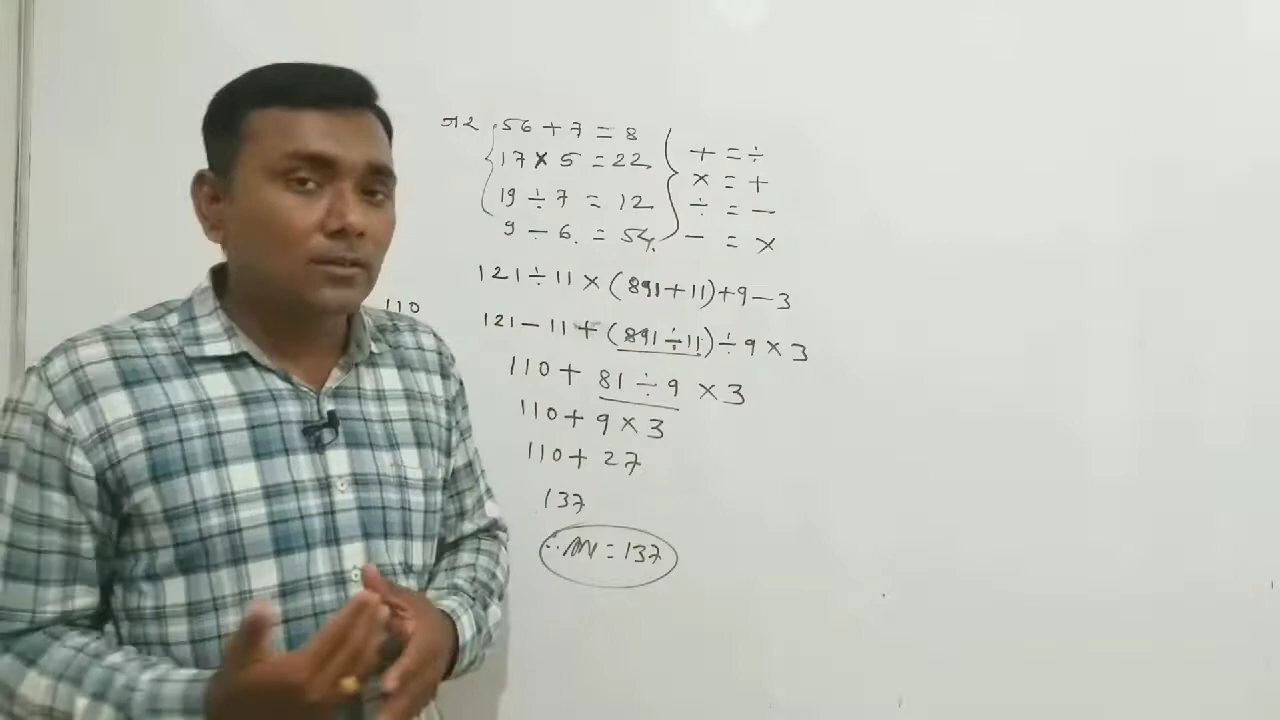 જર 56 + 7 = 8
17 × 5 = 22
19 ÷ 7 = 12
9 - 6 = 54
+ = ÷
× = +
÷ = -
- = ×
121 ÷ 11 × (891 + 11) + 9 - 3
110
121 - 11 + (891 ÷ 11) ÷ 9 × 3
110 + 81 ÷ 9 × 3
110 + 9 × 3
110 + 27
137
= 137